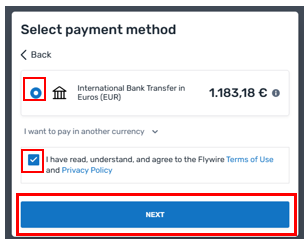 Select payment method
Back
International Bank Transfer in
Euros (EUR)
1.183,18 €
I want to pay in another currency
I have read, understand, and agree to the Flywire Terms of Use
and Privacy Policy
NEXT